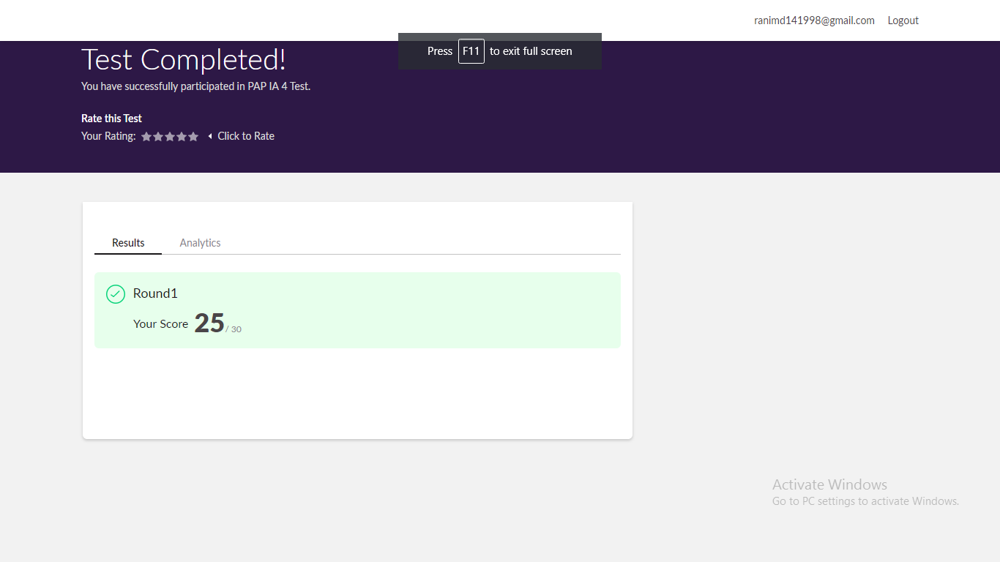 ranimd141998@gmail.com Logout
Press F11 to exit full screen
Test Completed!
You have successfully participated in PAP IA 4 Test.
Rate this Test
Your Rating: Click to Rate
Results Analytics
Round1
Your Score 25 / 30
Activate Windows
Go to PC settings to activate Windows.